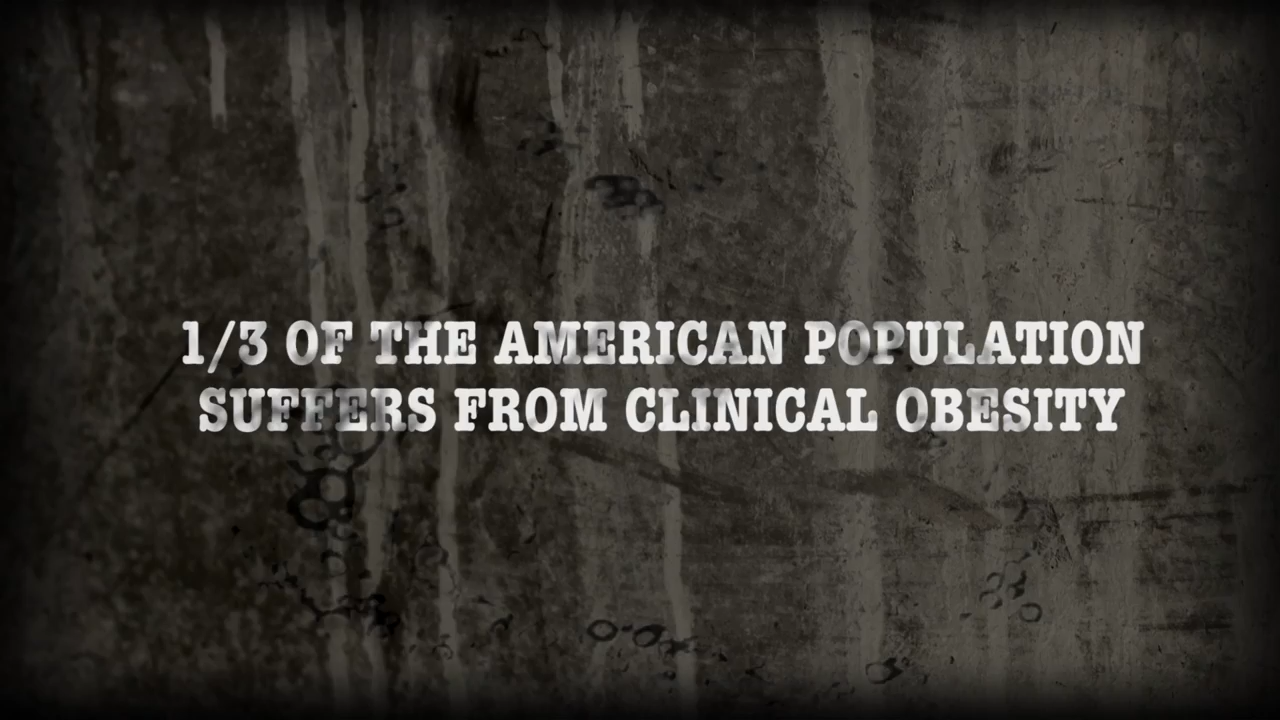 1/3 OF THE AMERICAN POPULATION
SUFFERS FROM CLINICAL OBESITY